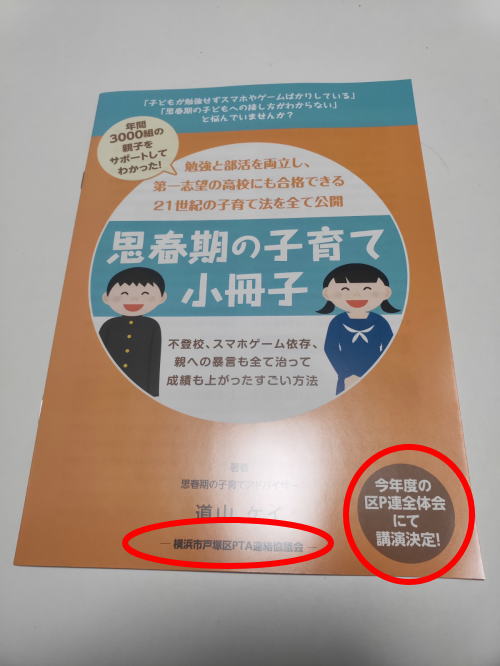 「子どもが勉強せずスマホやゲームばかりしている」
「思春期の子どもへの接し方がわからない」
と悩んでいませんか？
年間
3000組の
親子を
サポートして
わかった！
勉強と部活を両立し、
第一志望の高校にも合格できる
21世紀の子育て法を全て公開
思春期の子育て
小冊子
不登校、スマホゲーム依存、
親への暴言も全て治って
成績も上がったすごい方法
著者
思春期の子育てアドバイザー
道山 ケイ
― 横浜市戸塚区PTA連絡協議会 ―
今年度の
区P連全体会
にて
講演決定！